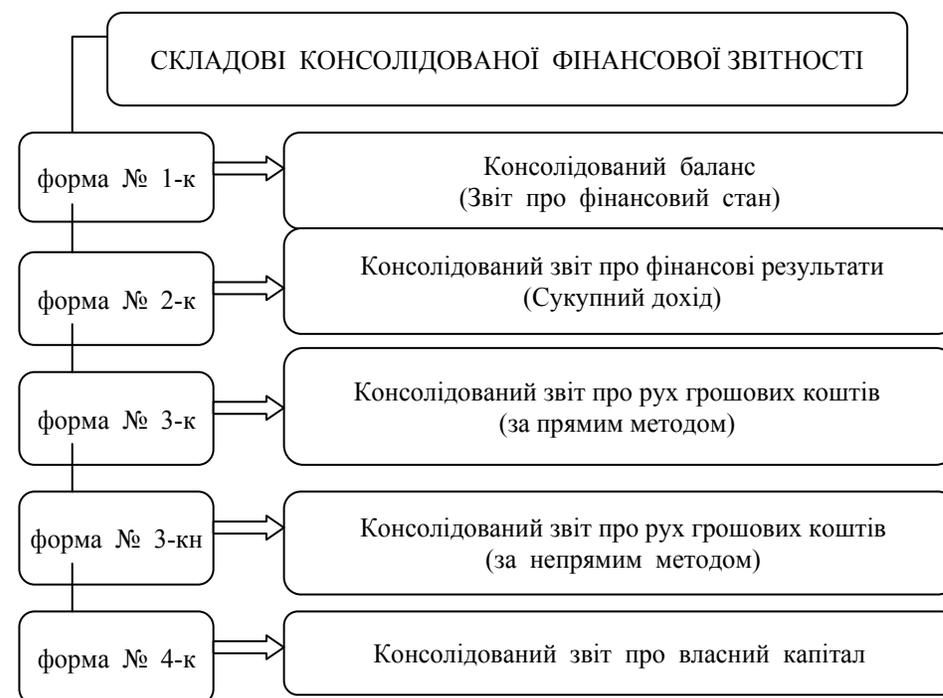 СКЛАДОВІ КОНСОЛІДОВАНОЇ ФІНАНСОВОЇ ЗВІТНОСТІ
форма № 1-к
Консолідований баланс
(Звіт про фінансовий стан)
форма № 2-к
Консолідований звіт про фінансові результати
(Сукупний дохід)
форма № 3-к
Консолідований звіт про рух грошових коштів
(за прямим методом)
форма № 3-кн
Консолідований звіт про рух грошових коштів
(за непрямим методом)
форма № 4-к
Консолідований звіт про власний капітал